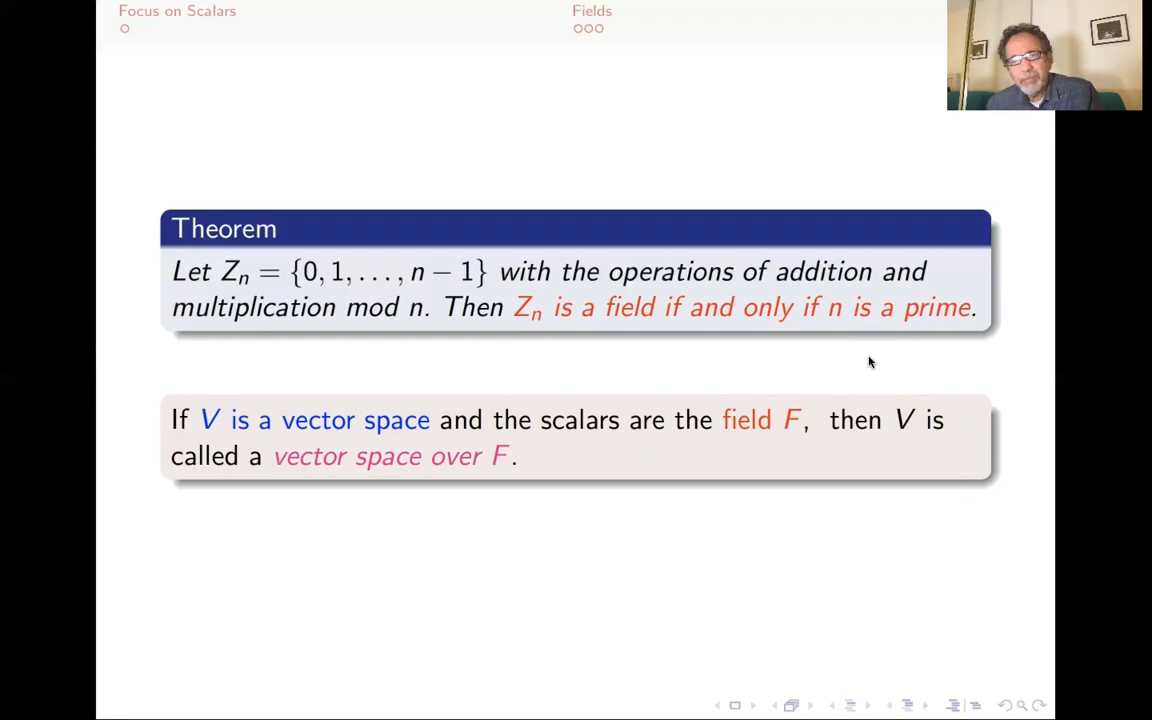 Focus on Scalars
Fields
Theorem
Let Zₙ = {0, 1, . . . , n − 1} with the operations of addition and
multiplication mod n. Then Zₙ is a field if and only if n is a prime.
If V is a vector space and the scalars are the field F, then V is
called a vector space over F.